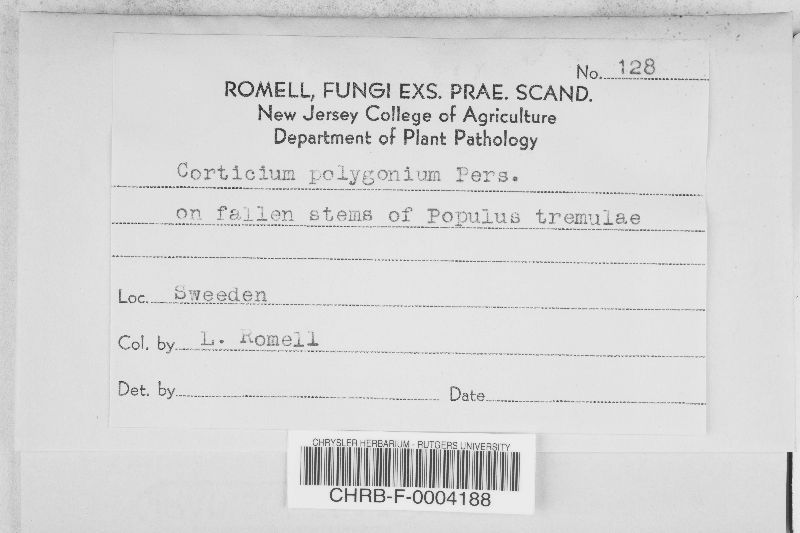 No. 128
ROMELL, FUNGI EXS. PRAE. SCAND.
New Jersey College of Agriculture
Department of Plant Pathology
Corticium polygonium Pers.
on fallen stems of Populus tremulae
Loc. Sweeden
Col. by L. Romell
Det. by Date
CHRYSLER HERBARIUM - RUTGERS UNIVERSITY
CHRB-F-0004188